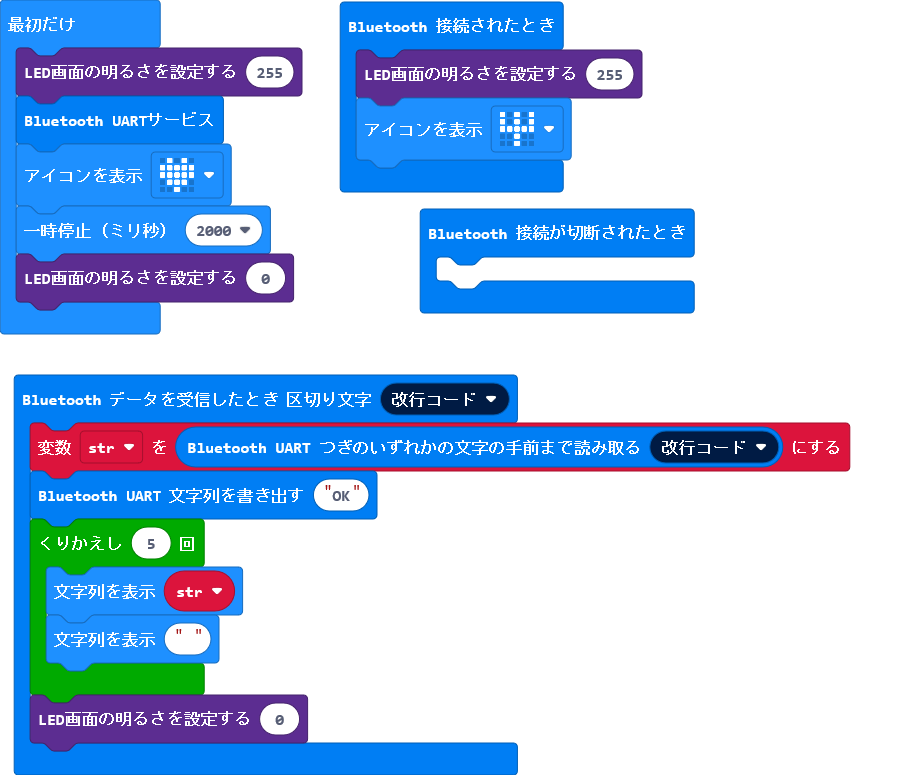 最初だけ
LED画面の明るさを設定する 255
Bluetooth UARTサービス
アイコンを表示
一時停止（ミリ秒） 2000
LED画面の明るさを設定する 0
Bluetooth 接続されたとき
LED画面の明るさを設定する 255
アイコンを表示
Bluetooth 接続が切断されたとき
Bluetooth データを受信したとき 区切り文字 改行コード
変数 str を Bluetooth UART つぎのいずれかの文字の手前まで読み取る 改行コード にする
Bluetooth UART 文字列を書き出す "OK"
くりかえし 5 回
文字列を表示 str
文字列を表示 " "
LED画面の明るさを設定する 0